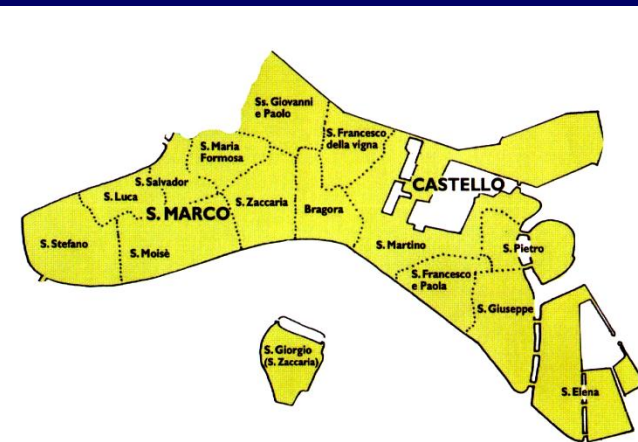 Ss. Giovanni
e Paolo
S. Francesco
della vigna
S. Maria
Formosa
S. Salvador
S. Luca
CASTELLO
S. Zaccaria
Bragora
S. MARCO
S. Stefano
S. Moisè
S. Martino
S. Pietro
S. Francesco
e Paola
S. Giuseppe
S. Giorgio
(S. Zaccaria)
S. Elena